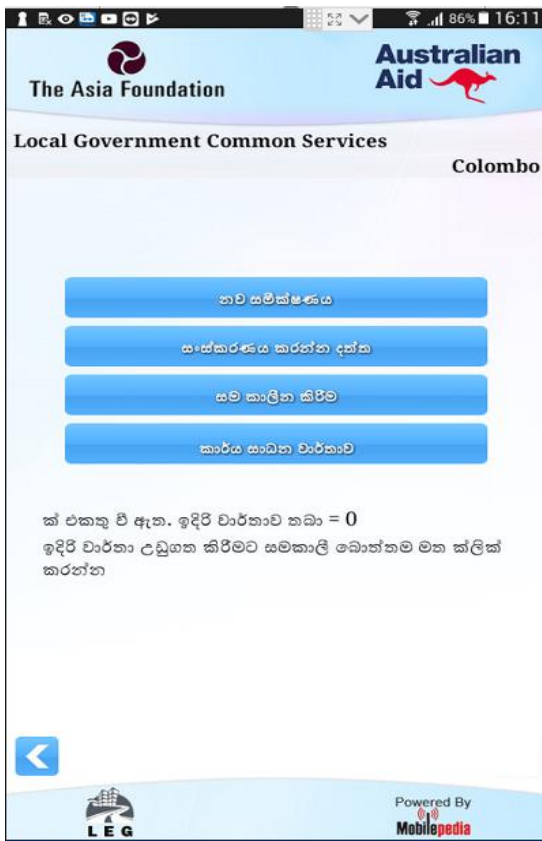 86% 16:11
The Asia Foundation
Australian
Aid
Local Government Common Services
Colombo
නව සමීක්ෂණය
සංස්කරණය කරන්න දත්ත
සම කාලීන කිරීම
කාර්ය සාධන වාර්තාව
ක් එකතු වී ඇත. ඉදිරි වාර්තාව තබා = 0
ඉදිරි වාර්තා උඩුගත කිරීමට සමකාලී බොත්තම මත ක්ලික්
කරන්න
LEG
Powered By
Mobilepedia